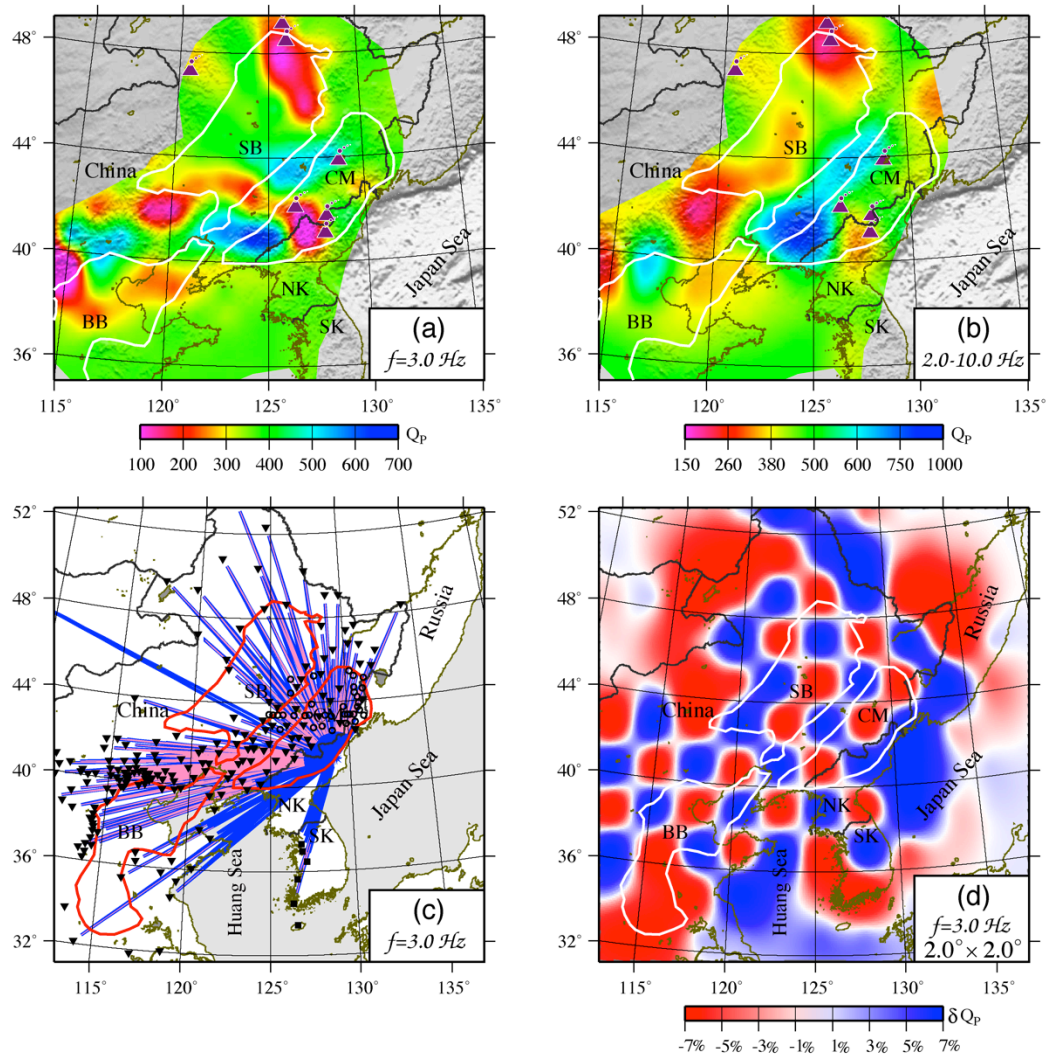 48°
44°
40°
36°
115
120
125
130
135°
China
SB
CM
BB
NK
SK
Japan Sea
(a)
f=3.0 Hz
100 200 300 400 500 600 700
Qp
48°
44°
40°
36°
115
120
125
130
135°
China
SB
CM
BB
NK
SK
Japan Sea
(b)
2.0-10.0 Hz
150 260 380 500 600 750 1000
Qp
52°
48°
44°
40°
36°
32°
115
120
125
130
135°
Russia
China
SB
BB
NK
SK
Japan Sea
Huang Sea
(c)
f=3.0 Hz
52°
48°
44°
40°
36°
32°
115
120
125
130
135°
Russia
China
SB
CM
BB
NK
SK
Japan Sea
Huang Sea
(d)
f=3.0 Hz
2.0° × 2.0°
δ Qp
-7% -5% -3% -1% 1% 3% 5% 7%